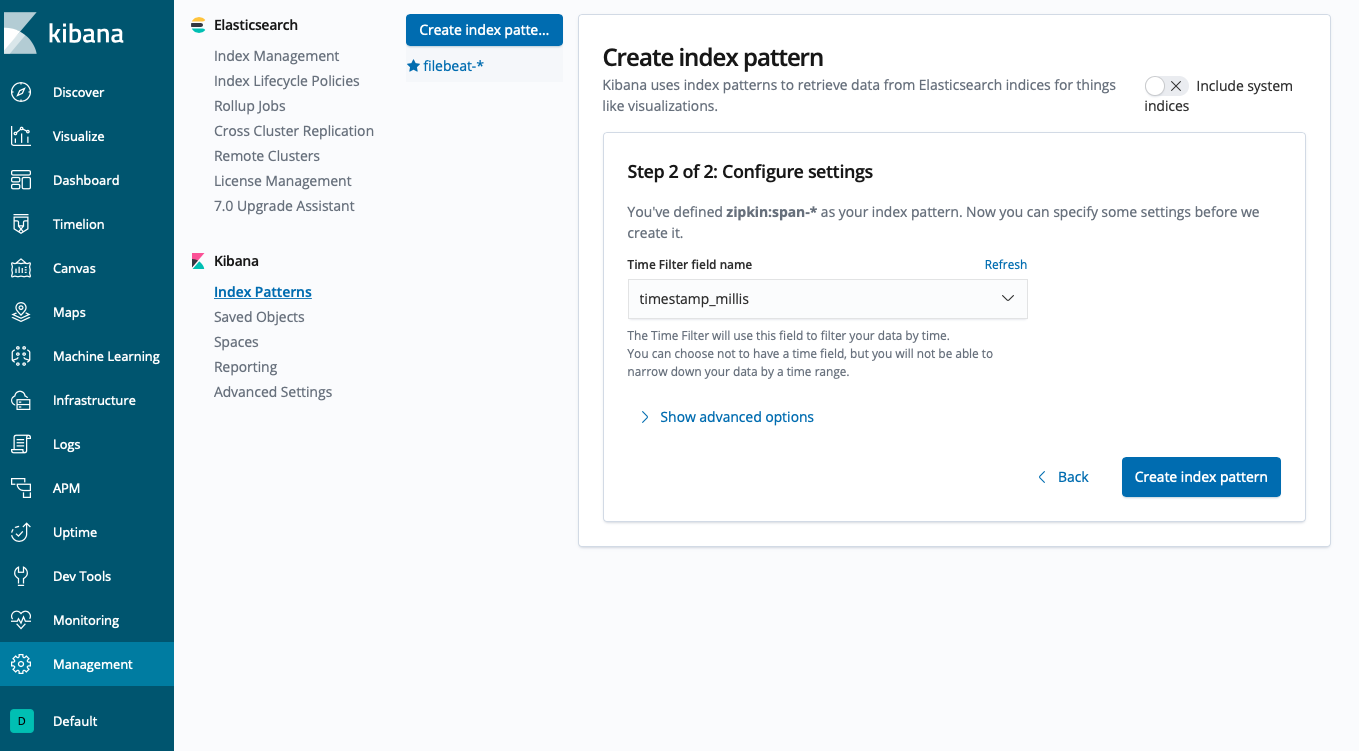 kibana
Discover
Visualize
Dashboard
Timelion
Canvas
Maps
Machine Learning
Infrastructure
Logs
APM
Uptime
Dev Tools
Monitoring
Management
D
Default
Elasticsearch
Index Management
Index Lifecycle Policies
Rollup Jobs
Cross Cluster Replication
Remote Clusters
License Management
7.0 Upgrade Assistant
Kibana
Index Patterns
Saved Objects
Spaces
Reporting
Advanced Settings
Create index patte...
filebeat-*
Create index pattern
Kibana uses index patterns to retrieve data from Elasticsearch indices for things
like visualizations.
Include system
indices
Step 2 of 2: Configure settings
You've defined zipkin:span-* as your index pattern. Now you can specify some settings before we
create it.
Time Filter field name
Refresh
timestamp_millis
The Time Filter will use this field to filter your data by time.
You can choose not to have a time field, but you will not be able to
narrow down your data by a time range.
Show advanced options
Back
Create index pattern